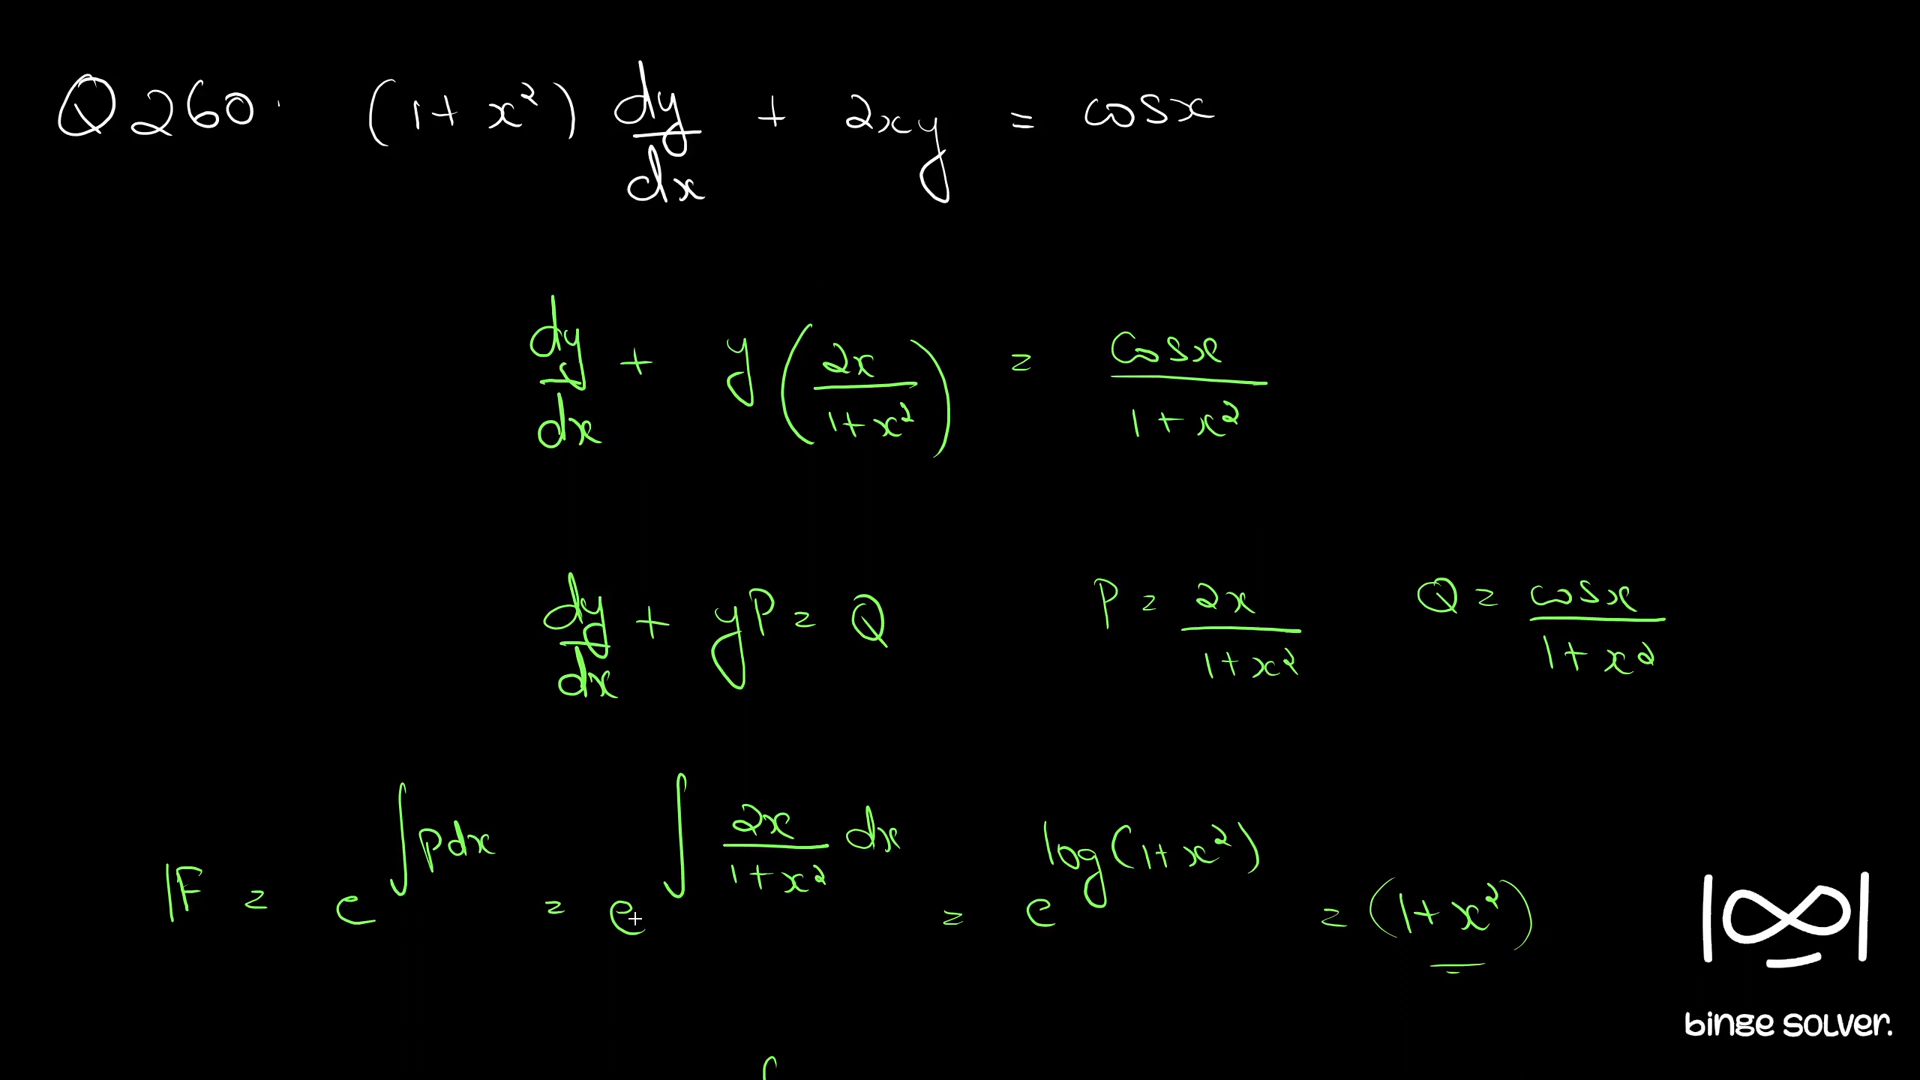 Q260. (1+x²) dy/dx + 2xy = cosx
dy/dx + y(2x/1+x²) = cosx/1+x²
dy/dx + yP = Q P = 2x/1+x² Q = cosx/1+x²
IF = e^∫Pdx = e^∫ 2x/1+x² dx = e^log(1+x²) = (1+x²)
binge solver.